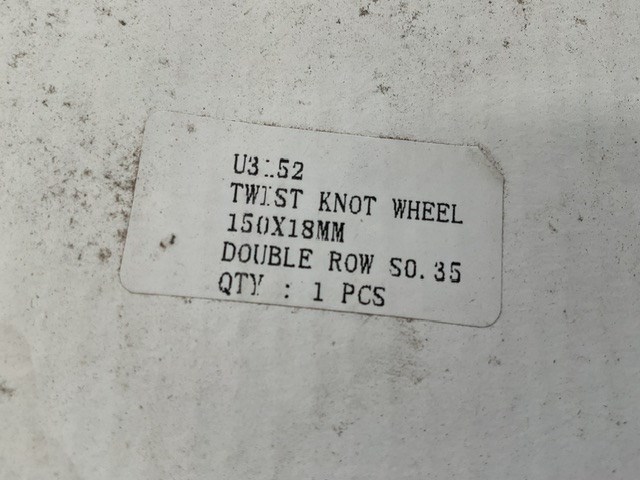 TWIST KNOT WHEEL
150X18MM
DOUBLE ROW S0.35
QTY : 1 PCS